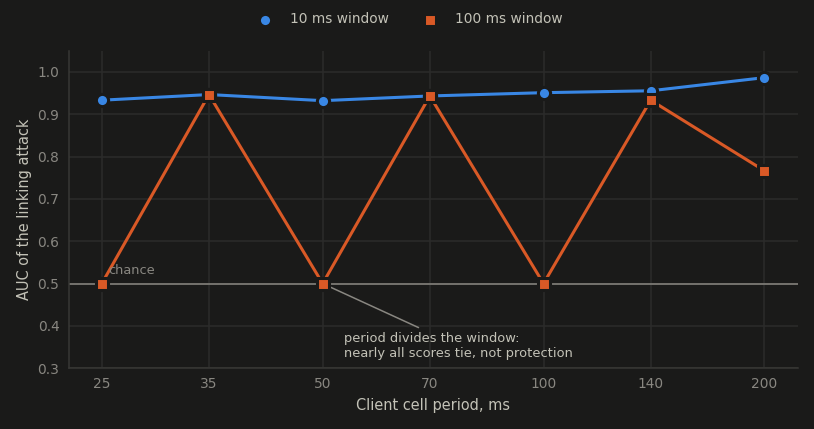 10 ms window
100 ms window
AUC of the linking attack
1.0
0.9
0.8
0.7
0.6
0.5
0.4
0.3
chance
period divides the window:
nearly all scores tie, not protection
25 35 50 70 100 140 200
Client cell period, ms